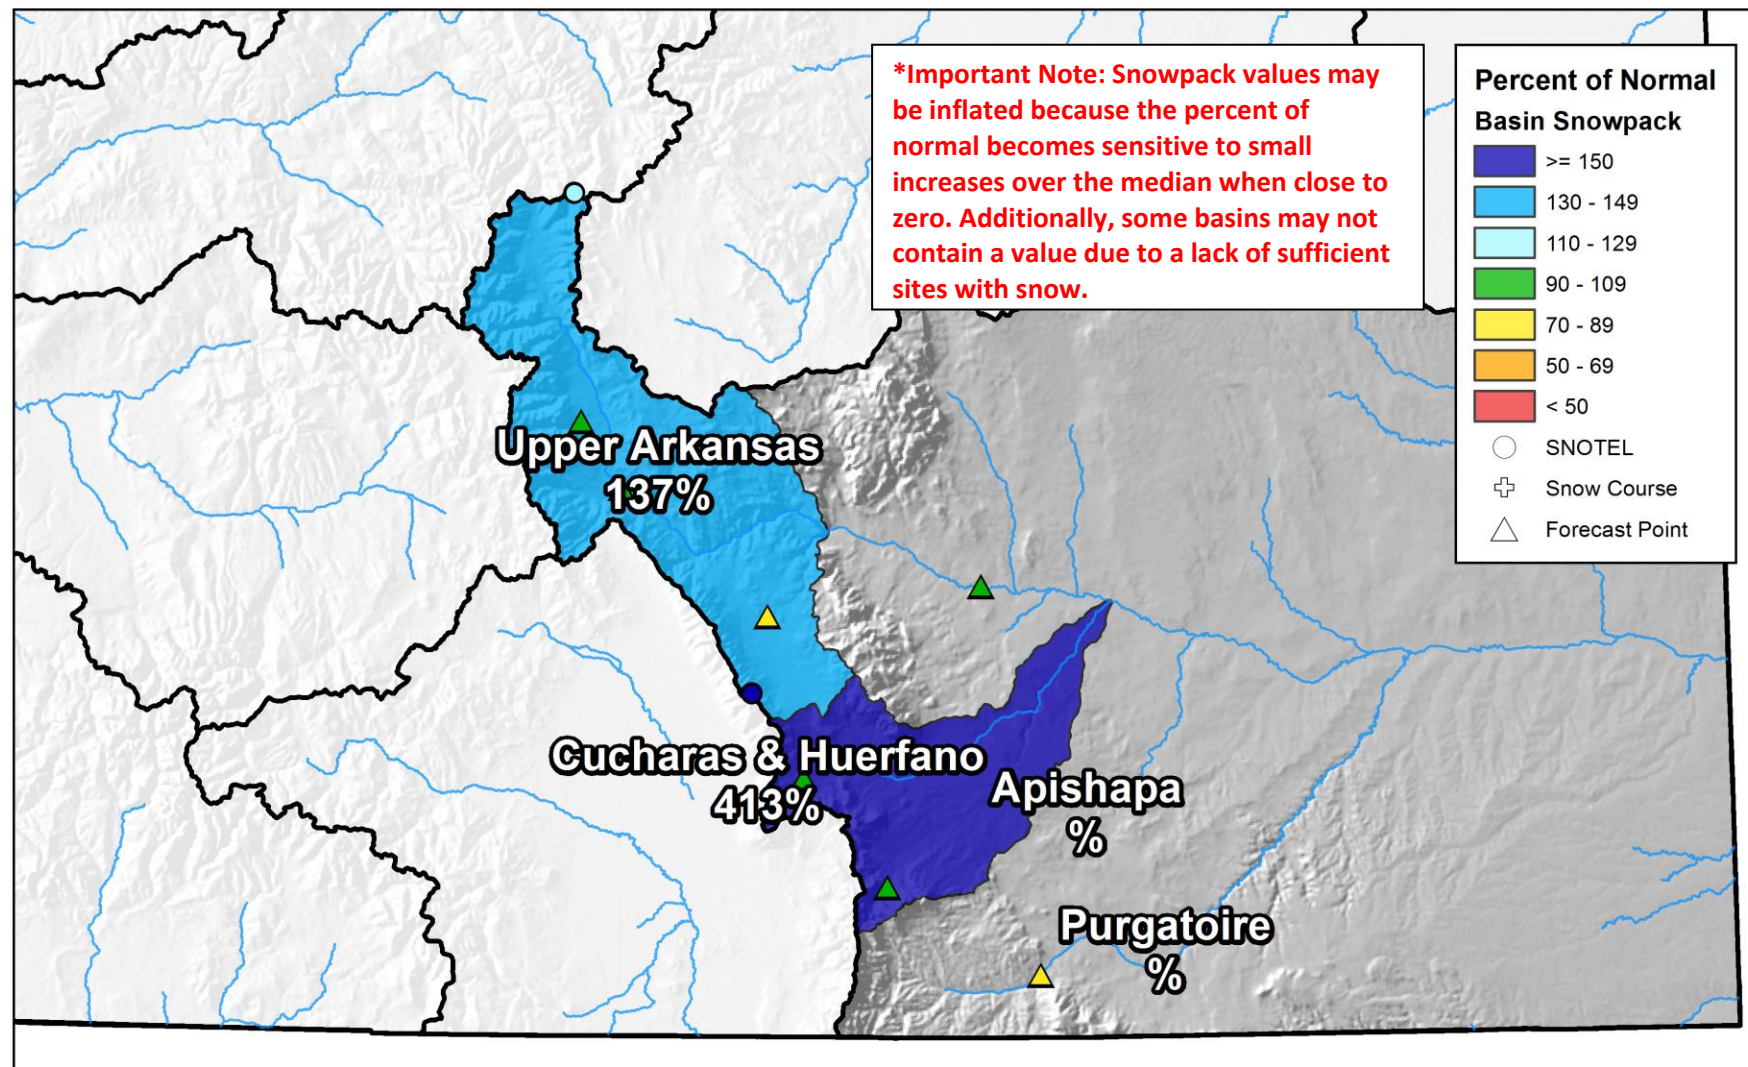 *Important Note: Snowpack values may
be inflated because the percent of
normal becomes sensitive to small
increases over the median when close to
zero. Additionally, some basins may not
contain a value due to a lack of sufficient
sites with snow.
Percent of Normal
Basin Snowpack
>= 150
130 - 149
110 - 129
90 - 109
70 - 89
50 - 69
< 50
SNOTEL
Snow Course
Forecast Point
Upper Arkansas
137%
Cucharas & Huerfano
413%
Apishapa
%
Purgatoire
%